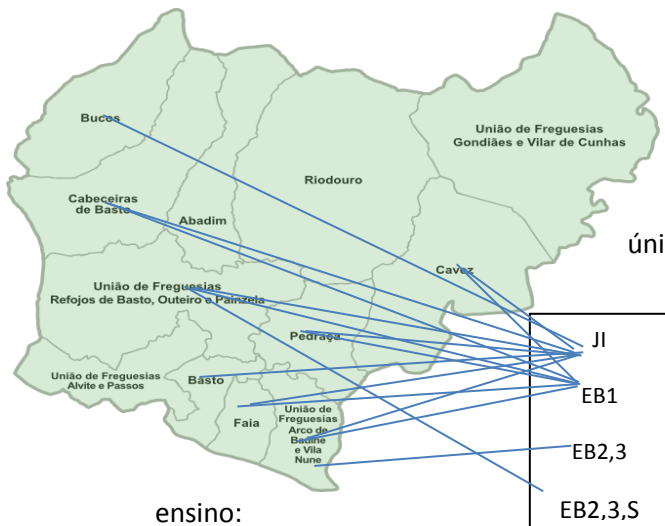 Bucos
União de Freguesias
Gondiães e Vilar de Cunhas
Riodouro
Cabeceiras
de Basto
Abadim
úni
Cavez
União de Freguesias
Refojos de Basto, Outeiro e Painzela
Pedraça
JI
União de Freguesias
Alvite e Passos
Basto
EB1
Faia
União de
Freguesias
Arco de
Baúlhe
e Vila
Nune
EB2,3
EB2,3,S
ensino: